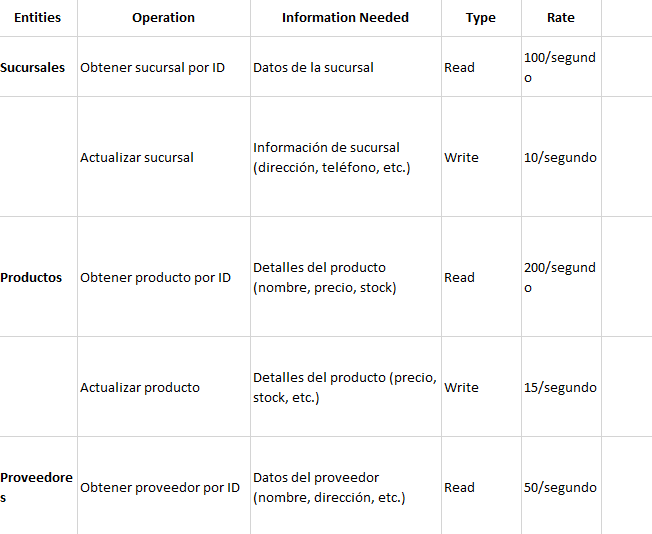 Entities Operation Information Needed Type Rate
Sucursales Obtener sucursal por ID Datos de la sucursal Read 100/segund
o
Actualizar sucursal Información de sucursal
(dirección, teléfono, etc.) Write 10/segundo
Productos Obtener producto por ID Detalles del producto
(nombre, precio, stock) Read 200/segund
o
Actualizar producto Detalles del producto (precio,
stock, etc.) Write 15/segundo
Proveedore
s Obtener proveedor por ID Datos del proveedor
(nombre, dirección, etc.) Read 50/segundo